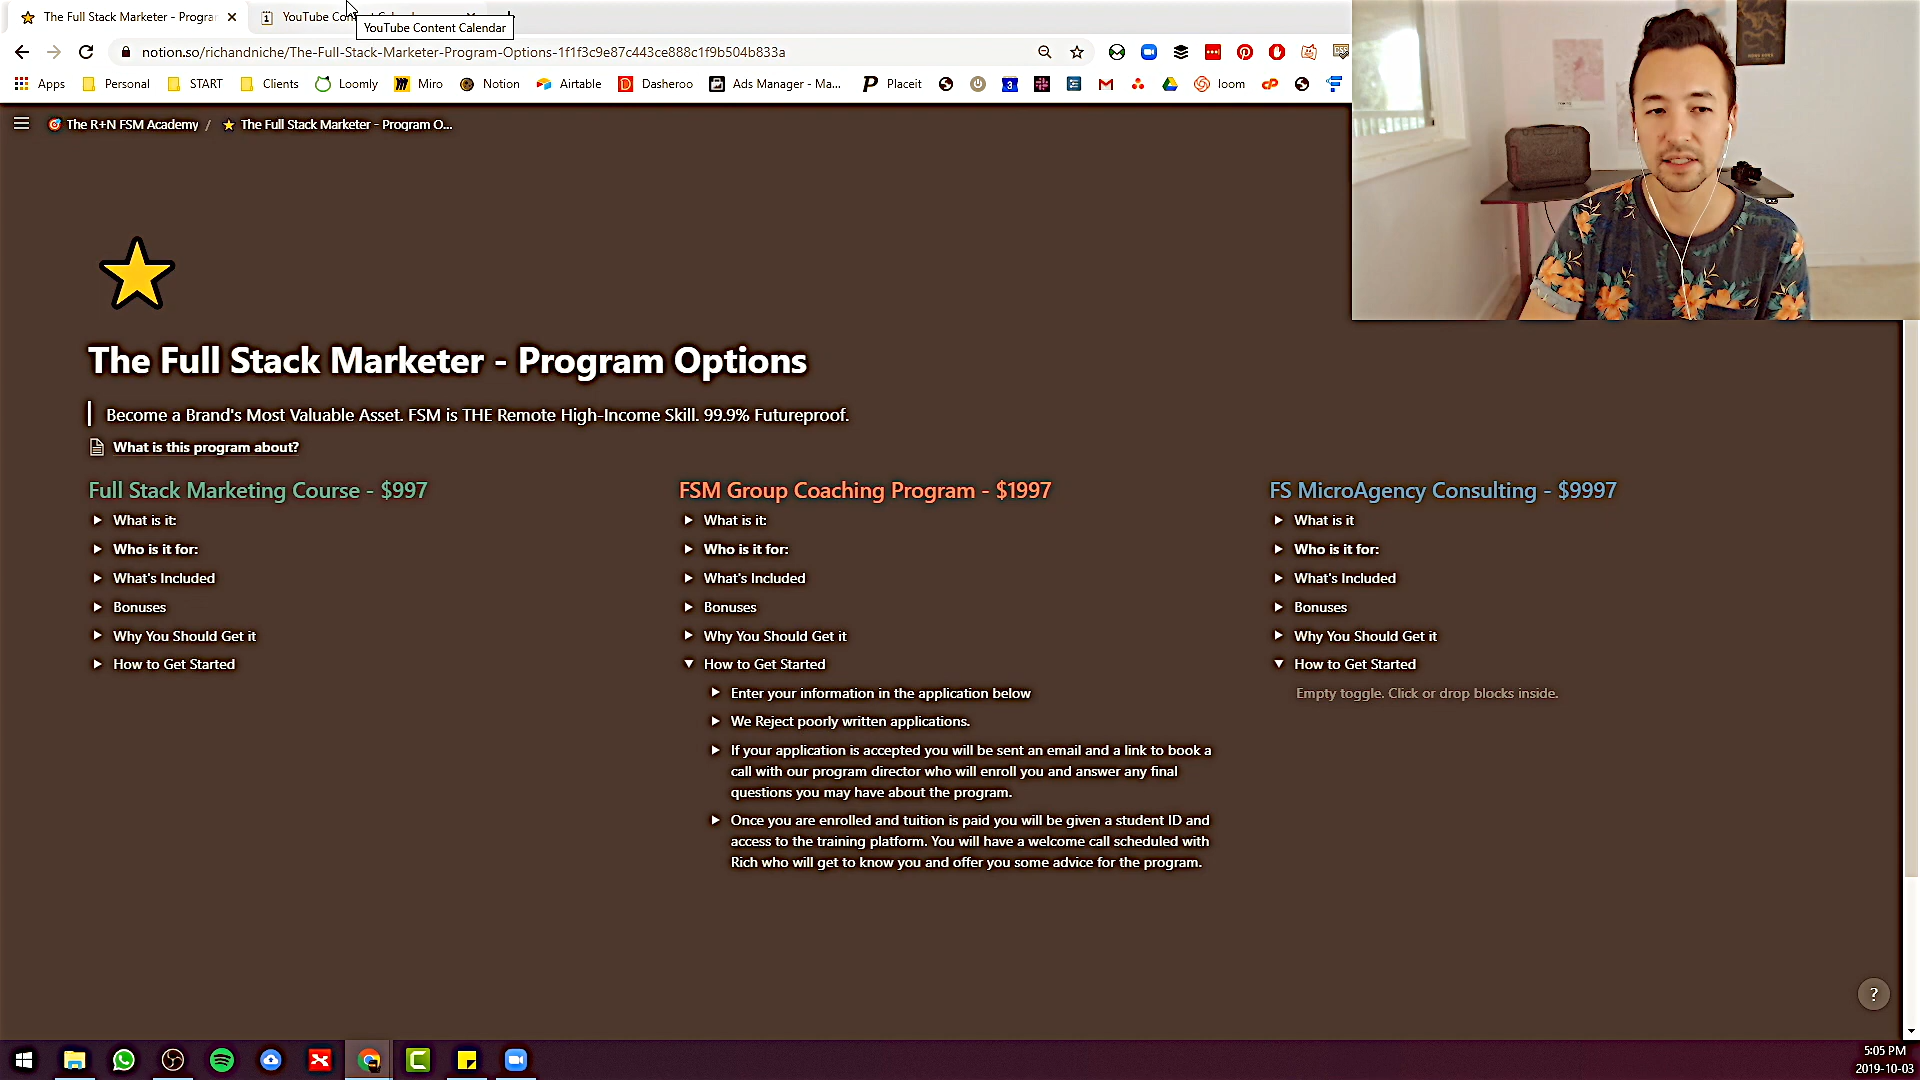 The Full Stack Marketer - Progra
YouTube Con
YouTube Content Calendar
notion.so/richandniche/The-Full-Stack-Marketer-Program-Options-1f1f3c9e87c443ce888c1f9b504b833a
Apps Personal START Clients Loomly Miro Notion Airtable Dasheroo Ads Manager - Ma... Placeit loom
The R+N FSM Academy / The Full Stack Marketer - Program O...
The Full Stack Marketer - Program Options
Become a Brand's Most Valuable Asset. FSM is THE Remote High-Income Skill. 99.9% Futureproof.
What is this program about?
Full Stack Marketing Course - $997
What is it:
Who is it for:
What's Included
Bonuses
Why You Should Get it
How to Get Started
FSM Group Coaching Program - $1997
What is it:
Who is it for:
What's Included
Bonuses
Why You Should Get it
How to Get Started
Enter your information in the application below
We Reject poorly written applications.
If your application is accepted you will be sent an email and a link to book a
call with our program director who will enroll you and answer any final
questions you may have about the program.
Once you are enrolled and tuition is paid you will be given a student ID and
access to the training platform. You will have a welcome call scheduled with
Rich who will get to know you and offer you some advice for the program.
FS MicroAgency Consulting - $9997
What is it
Who is it for:
What's Included
Bonuses
Why You Should Get it
How to Get Started
Empty toggle. Click or drop blocks inside.
?
5:05 PM
2019-10-03